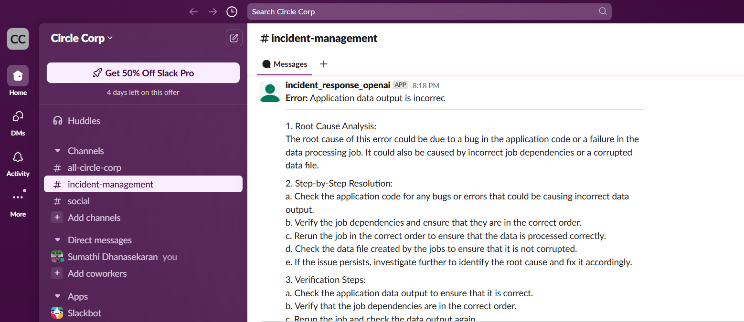 Search Circle Corp
CC
Circle Corp
# incident-management
Get 50% Off Slack Pro
4 days left on this offer
Messages
Home
DMs
Activity
More
Huddles
Channels
# all-circle-corp
# incident-management
# social
+ Add channels
Direct messages
Sumathi Dhanasekaran you
+ Add coworkers
Apps
Slackbot
incident_response_openai APP 8:18 PM
Error: Application data output is incorrec
1. Root Cause Analysis:
The root cause of this error could be due to a bug in the application code or a failure in the
data processing job. It could also be caused by incorrect job dependencies or a corrupted
data file.
2. Step-by-Step Resolution:
a. Check the application code for any bugs or errors that could be causing incorrect data
output.
b. Verify the job dependencies and ensure that they are in the correct order.
c. Rerun the job in the correct order to ensure that the data is processed correctly.
d. Check the data file created by the jobs to ensure that it is not corrupted.
e. If the issue persists, investigate further to identify the root cause and fix it accordingly.
3. Verification Steps:
a. Check the application data output to ensure that it is correct.
b. Verify that the job dependencies are in the correct order.
c. Rerun the job and check the data output again.